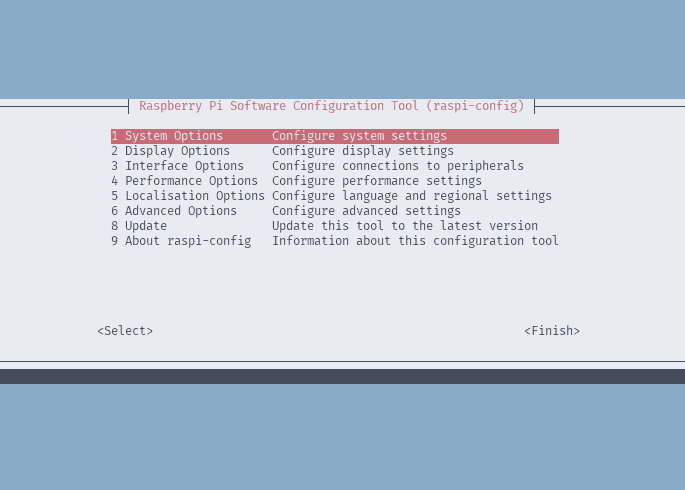 Raspberry Pi Software Configuration Tool (raspi-config)
1 System Options       Configure system settings
2 Display Options      Configure display settings
3 Interface Options    Configure connections to peripherals
4 Performance Options  Configure performance settings
5 Localisation Options Configure language and regional settings
6 Advanced Options     Configure advanced settings
8 Update               Update this tool to the latest version
9 About raspi-config   Information about this configuration tool
<Select> <Finish>